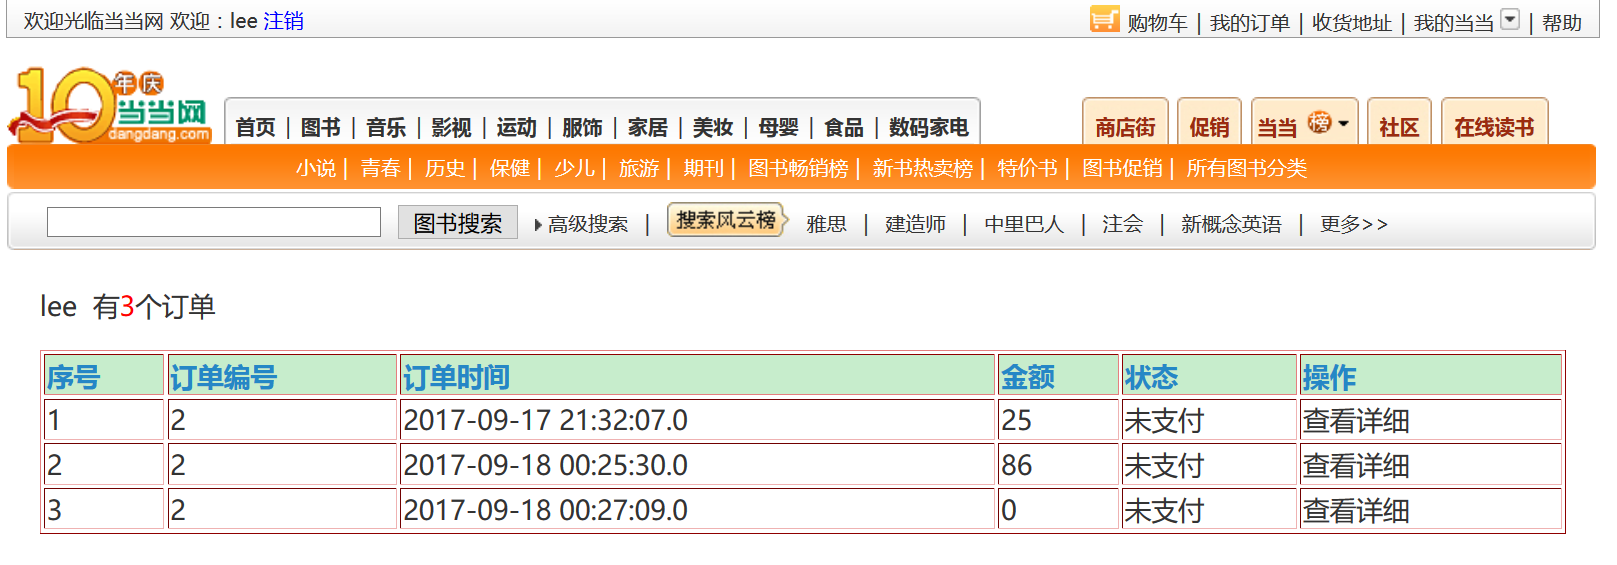 欢迎光临当当网 欢迎：lee 注销 购物车 | 我的订单 | 收货地址 | 我的当当 | 帮助
10年庆 当当网 dangdang.com
首页 | 图书 | 音乐 | 影视 | 运动 | 服饰 | 家居 | 美妆 | 母婴 | 食品 | 数码家电 商店街 促销 当当榜 社区 在线读书
小说 | 青春 | 历史 | 保健 | 少儿 | 旅游 | 期刊 | 图书畅销榜 | 新书热卖榜 | 特价书 | 图书促销 | 所有图书分类
图书搜索 高级搜索 | 搜索风云榜 雅思 | 建造师 | 中里巴人 | 注会 | 新概念英语 | 更多>>
lee 有3个订单
序号 订单编号 订单时间 金额 状态 操作
1 2 2017-09-17 21:32:07.0 25 未支付 查看详细
2 2 2017-09-18 00:25:30.0 86 未支付 查看详细
3 2 2017-09-18 00:27:09.0 0 未支付 查看详细